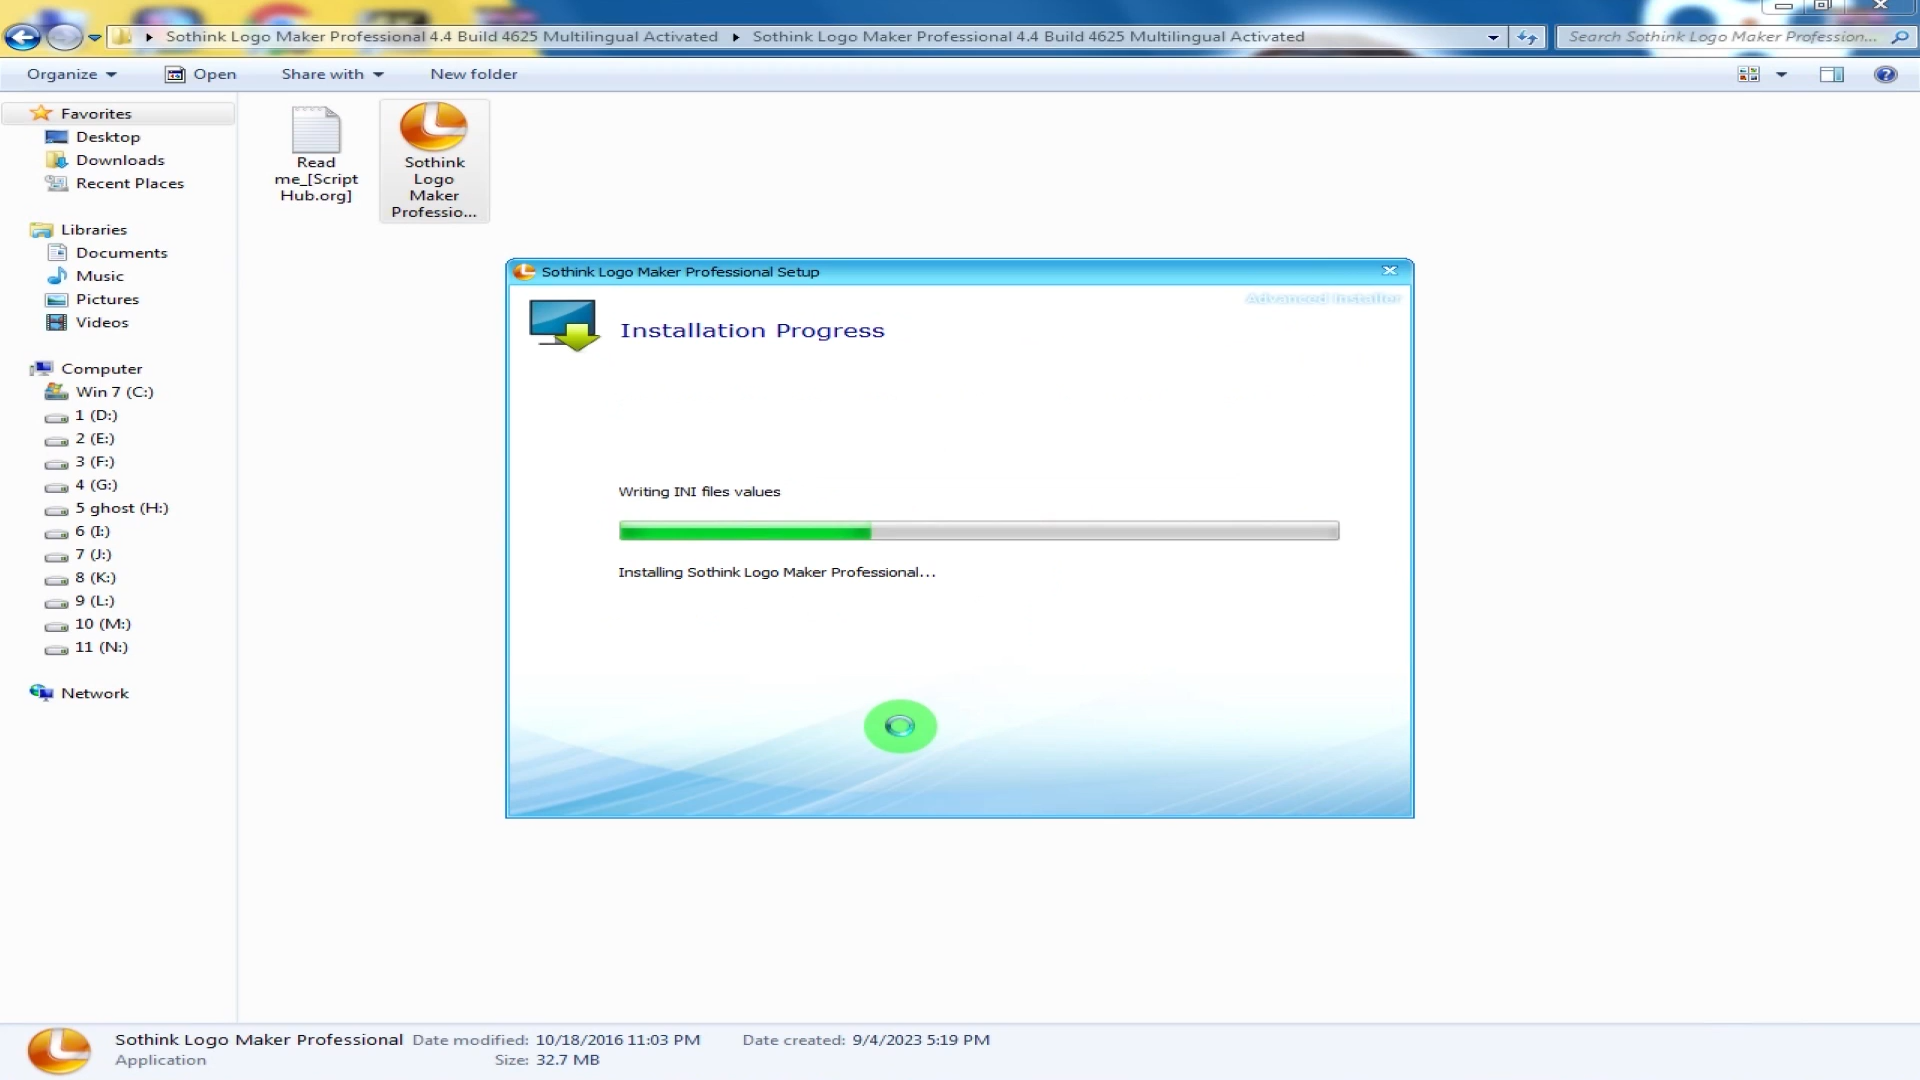 Sothink Logo Maker Professional 4.4 Build 4625 Multilingual Activated
Sothink Logo Maker Professional 4.4 Build 4625 Multilingual Activated
Search Sothink Logo Maker Profession...
Organize
Open
Share with
New folder
Favorites
Desktop
Downloads
Recent Places
Libraries
Documents
Music
Pictures
Videos
Computer
Win 7 (C:)
1 (D:)
2 (E:)
3 (F:)
4 (G:)
5 ghost (H:)
6 (I:)
7 (J:)
8 (K:)
9 (L:)
10 (M:)
11 (N:)
Network
Read
me_[Script
Hub.org]
Sothink
Logo
Maker
Professio...
Sothink Logo Maker Professional Setup
Advanced Installer
Installation Progress
Writing INI files values
Installing Sothink Logo Maker Professional...
Sothink Logo Maker Professional Date modified: 10/18/2016 11:03 PM Date created: 9/4/2023 5:19 PM
Application Size: 32.7 MB